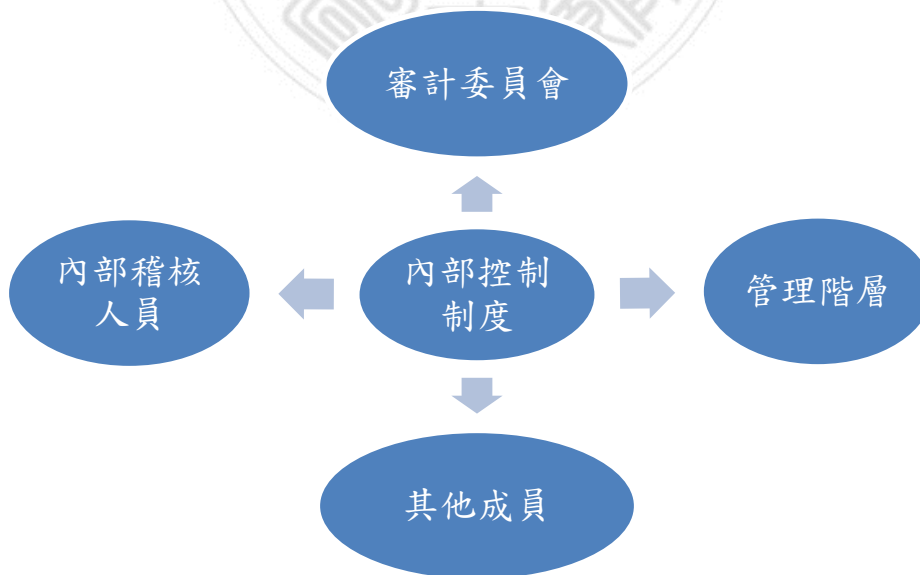 審計委員會
內部稽核
人員
內部控制
制度
管理階層
其他成員